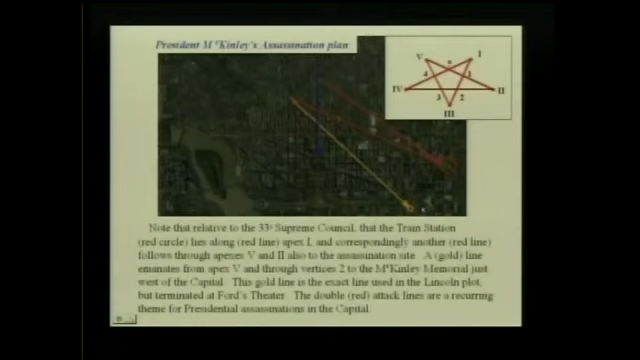 President McKinley's Assassination plan
V
I
a
4
1
IV
II
3
2
III
Note that relative to the 33º Supreme Council, that the Train Station
(red circle) lies along (red line) apex I, and correspondingly another (red line)
follows through apexes V and II also to the assassination site. A (gold) line
emanates from apex V and through vertices 2 to the McKinley Memorial just
west of the Capital. This gold line is the exact line used in the Lincoln plot,
but terminated at Ford's Theater. The double (red) attack lines are a recurring
theme for Presidential assassinations in the Capital.